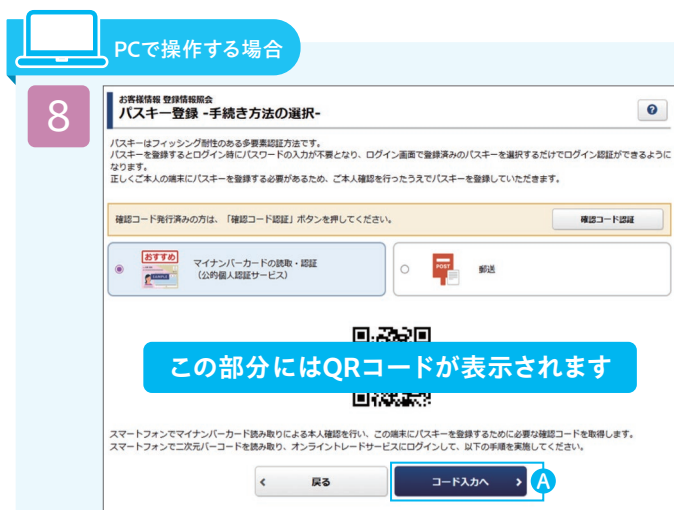 PCで操作する場合
8
お客様情報 登録情報照会
パスキー登録 -手続き方法の選択-
?
パスキーはフィッシング耐性のある多要素認証方法です。
パスキーを登録するとログイン時にパスワードの入力が不要となり、ログイン画面で登録済みのパスキーを選択するだけでログイン認証ができるように
なります。
正しくご本人の端末にパスキーを登録する必要があるため、ご本人確認を行ったうえでパスキーを登録していただきます。
確認コード発行済みの方は、「確認コード認証」ボタンを押してください。
確認コード認証
おすすめ
マイナンバーカードの読取・認証
(公的個人認証サービス)
SAMPLE
POST
郵送
この部分にはQRコードが表示されます
スマートフォンでマイナンバーカード読み取りによる本人確認を行い、この端末にパスキーを登録するために必要な確認コードを取得します。
スマートフォンで二次元バーコードを読み取り、オンライントレードサービスにログインして、以下の手順を実施してください。
戻る
コード入力へ
A